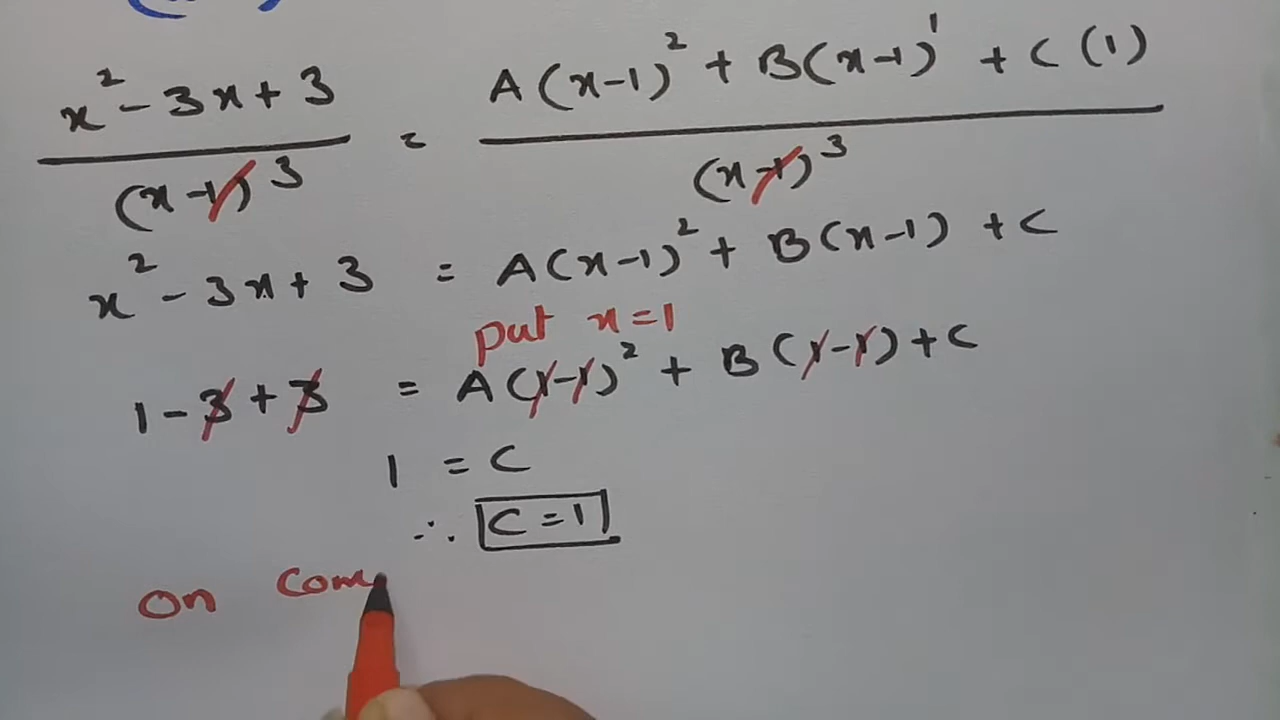 x² - 3x + 3 / (x-1)³ = A(x-1)² + B(x-1)¹ + C(1) / (x-1)³
x² - 3x + 3 = A(x-1)² + B(x-1) + C
put x=1
1 - 3 + 3 = A(1-1)² + B(1-1) + C
1 = C
∴ C = 1
On com